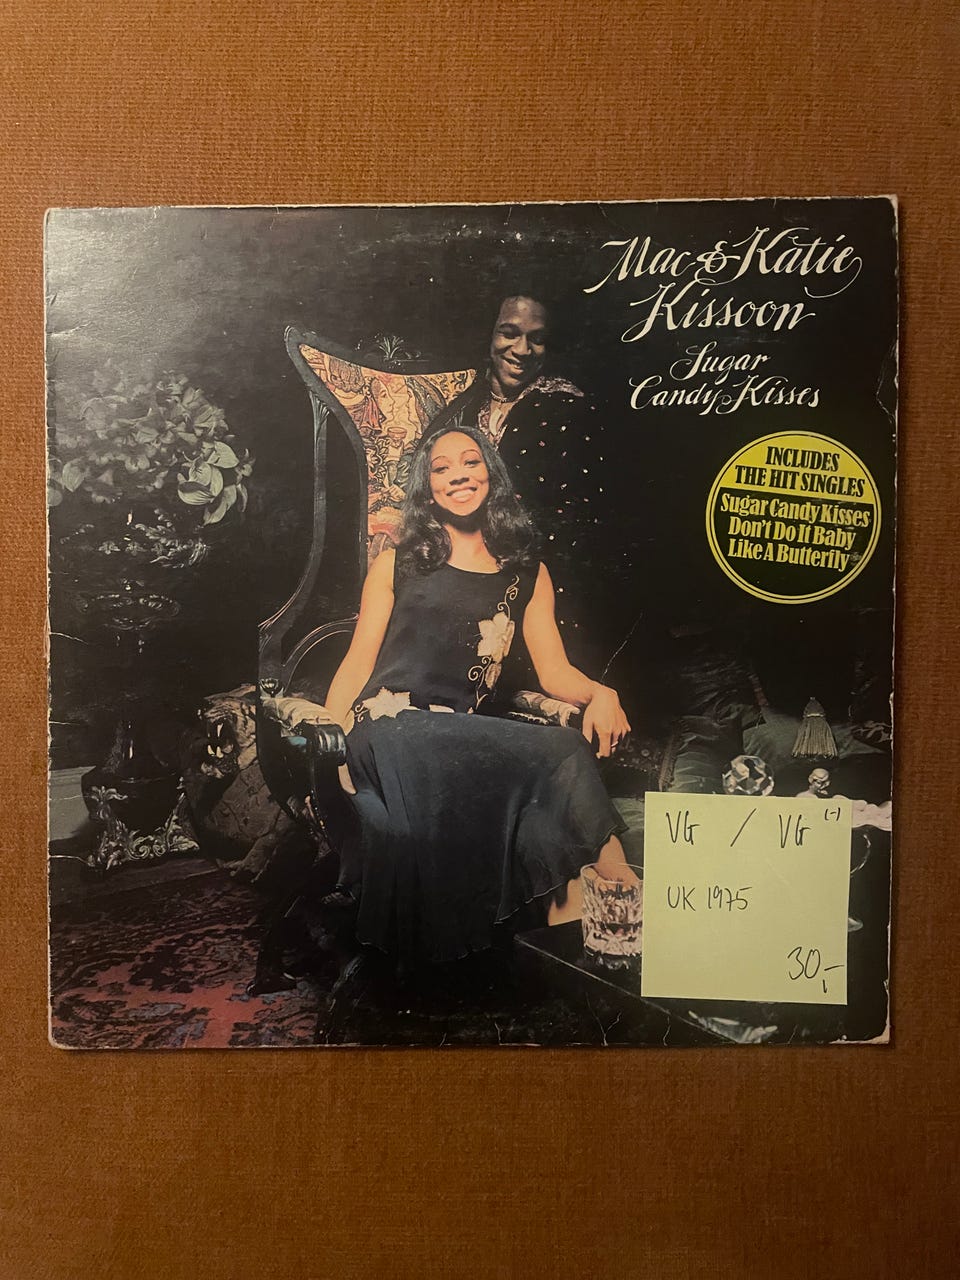 Mac & Katie
Kissoon
Sugar
Candy Kisses
INCLUDES
THE HIT SINGLES
Sugar Candy Kisses
Don't Do It Baby
Like A Butterfly
VG / VG (-)
UK 1975
30,-